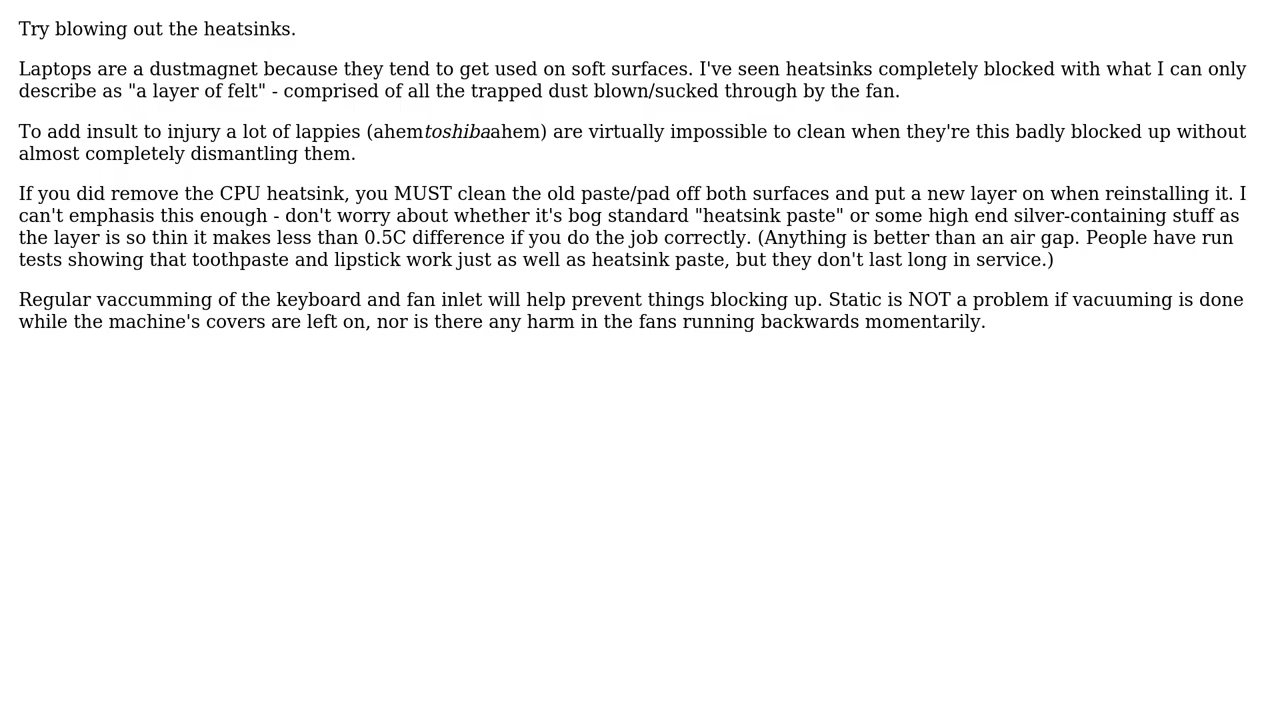 Try blowing out the heatsinks.
Laptops are a dustmagnet because they tend to get used on soft surfaces. I've seen heatsinks completely blocked with what I can only
describe as "a layer of felt" - comprised of all the trapped dust blown/sucked through by the fan.
To add insult to injury a lot of lappies (ahemtoshibaahem) are virtually impossible to clean when they're this badly blocked up without
almost completely dismantling them.
If you did remove the CPU heatsink, you MUST clean the old paste/pad off both surfaces and put a new layer on when reinstalling it. I
can't emphasis this enough - don't worry about whether it's bog standard "heatsink paste" or some high end silver-containing stuff as
the layer is so thin it makes less than 0.5C difference if you do the job correctly. (Anything is better than an air gap. People have run
tests showing that toothpaste and lipstick work just as well as heatsink paste, but they don't last long in service.)
Regular vaccumming of the keyboard and fan inlet will help prevent things blocking up. Static is NOT a problem if vacuuming is done
while the machine's covers are left on, nor is there any harm in the fans running backwards momentarily.